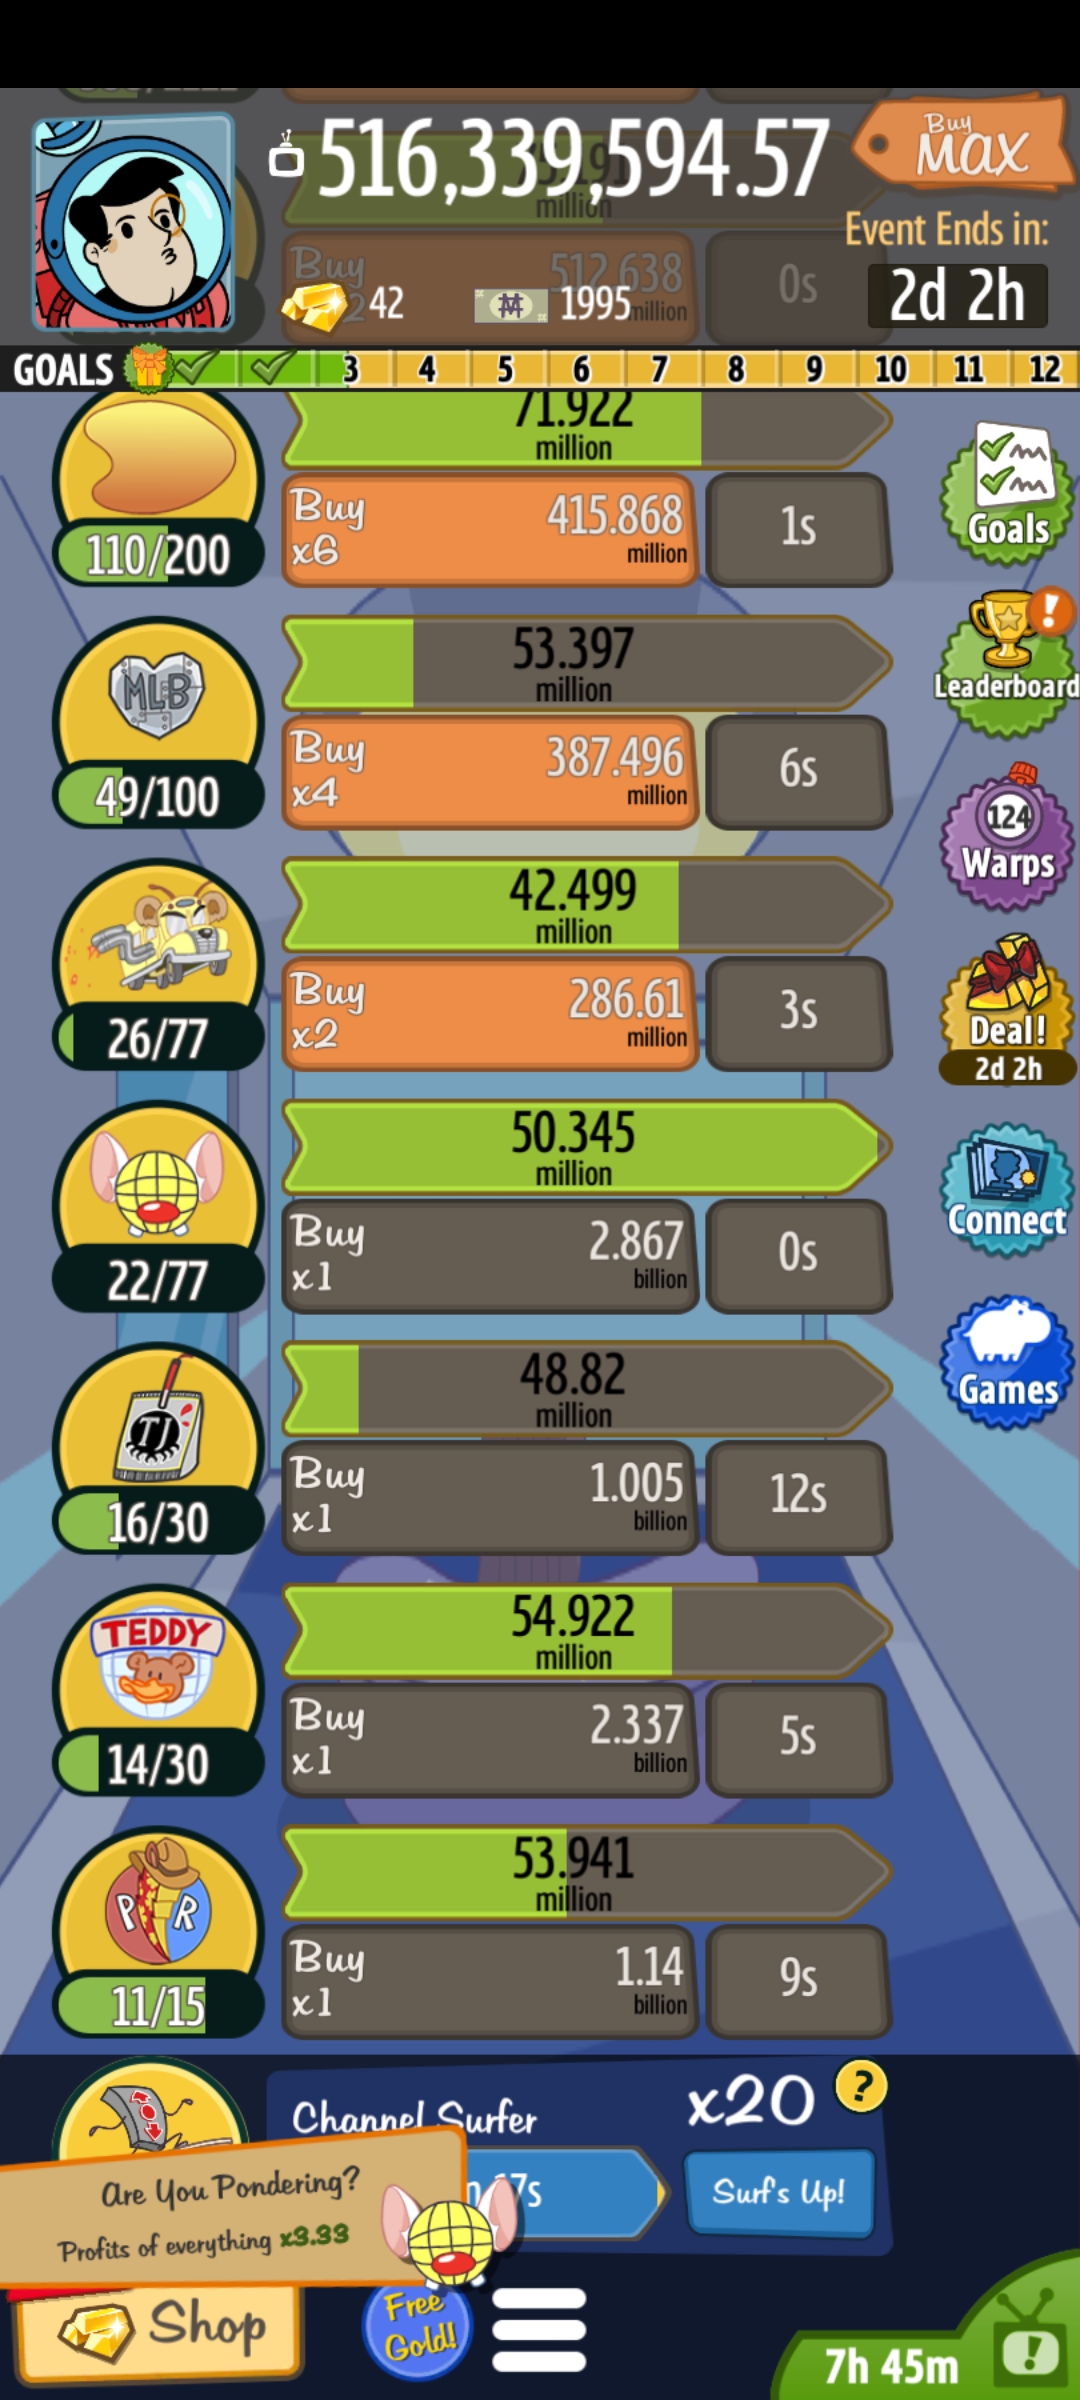 516,339,594.57
Buy
MAX
million
Event Ends in:
Buy
512.638
million
0s
42
1995
2d 2h
GOALS 3 4 5 6 7 8 9 10 11 12
71.922
million
110/200
Buy
x6
415.868
million
1s
Goals
53.397
million
MLB
49/100
Buy
x4
387.496
million
6s
Leaderboard
42.499
million
26/77
Buy
x2
286.61
million
3s
124
Warps
Deal!
2d 2h
50.345
million
22/77
Buy
x1
2.867
billion
0s
Connect
48.82
million
TJ
16/30
Buy
x1
1.005
billion
12s
Games
54.922
million
TEDDY
14/30
Buy
x1
2.337
billion
5s
53.941
million
P R
11/15
Buy
x1
1.14
billion
9s
Channel Surfer
x20
?
17s
Surf's Up!
Are You Pondering?
Profits of everything x3.33
Shop
Free
Gold!
7h 45m